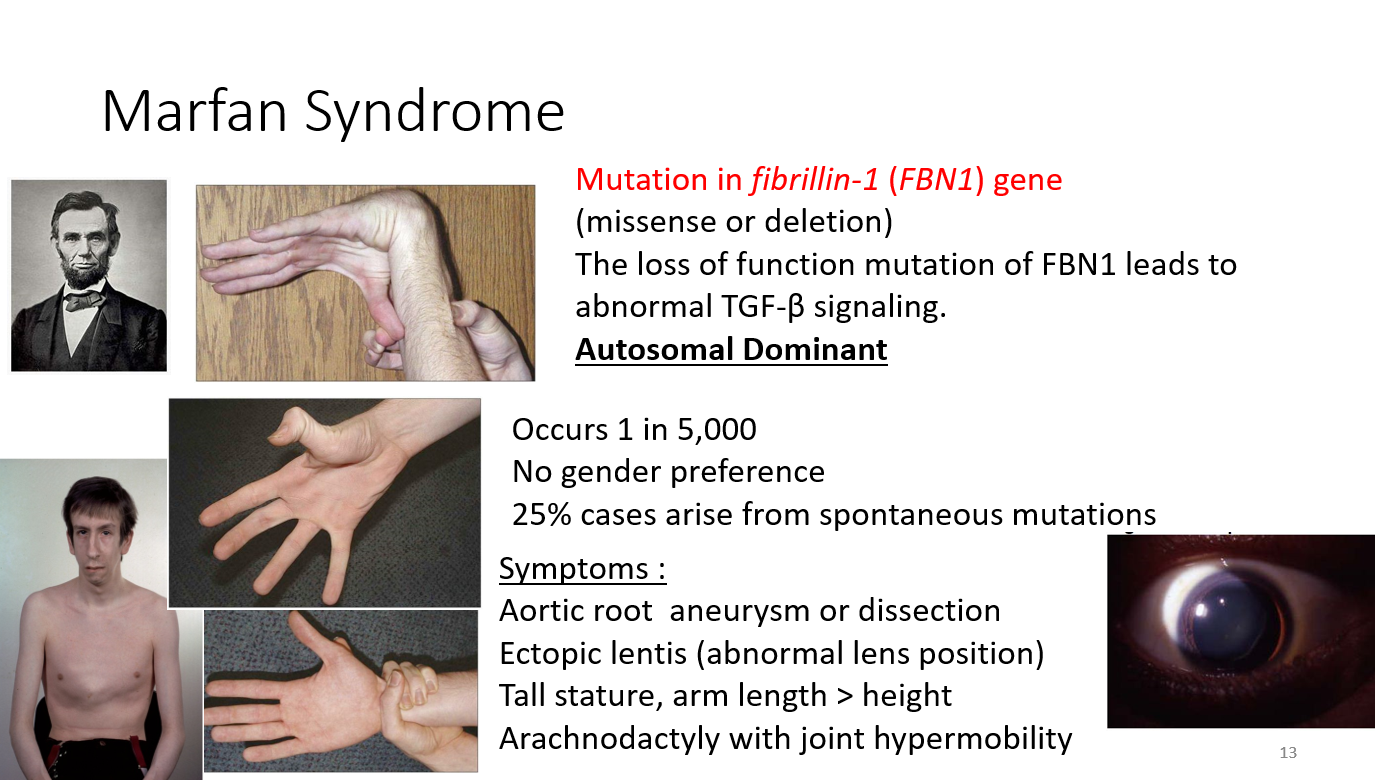 Marfan Syndrome
Mutation in fibrillin-1 (FBN1) gene
(missense or deletion)
The loss of function mutation of FBN1 leads to
abnormal TGF-β signaling.
Autosomal Dominant
Occurs 1 in 5,000
No gender preference
25% cases arise from spontaneous mutations
Symptoms :
Aortic root  aneurysm or dissection
Ectopic lentis (abnormal lens position)
Tall stature, arm length > height
Arachnodactyly with joint hypermobility
13